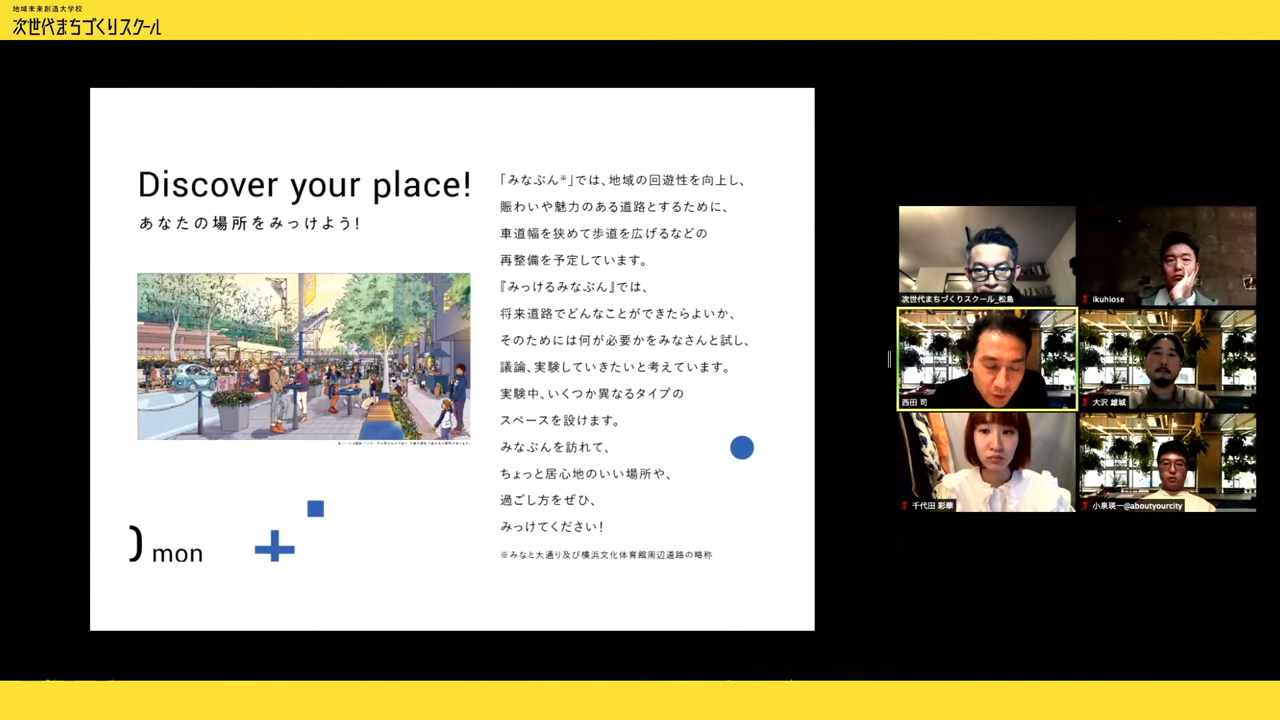 地域未来創造大学校
次世代まちづくりスクール
Discover your place!
あなたの場所をみっけよう!
「みなぶん※」では、地域の回遊性を向上し、
賑わいや魅力のある道路とするために、
車道幅を狭めて歩道を広げるなどの
再整備を予定しています。
『みっけるみなぶん』では、
将来道路でどんなことができたらよいか、
そのためには何が必要かをみなさんと試し、
議論、実験していきたいと考えています。
実験中、いくつか異なるタイプの
スペースを設けます。
みなぶんを訪れて、
ちょっと居心地のいい場所や、
過ごし方をぜひ、
みっけてください!
※みなと大通り及び横浜文化体育館周辺道路の略称
mon
次世代まちづくりスクール_松島
ikuhiose
西田 司
大沢 雄城
千代田 彩華
小泉瑛一@aboutyourcity